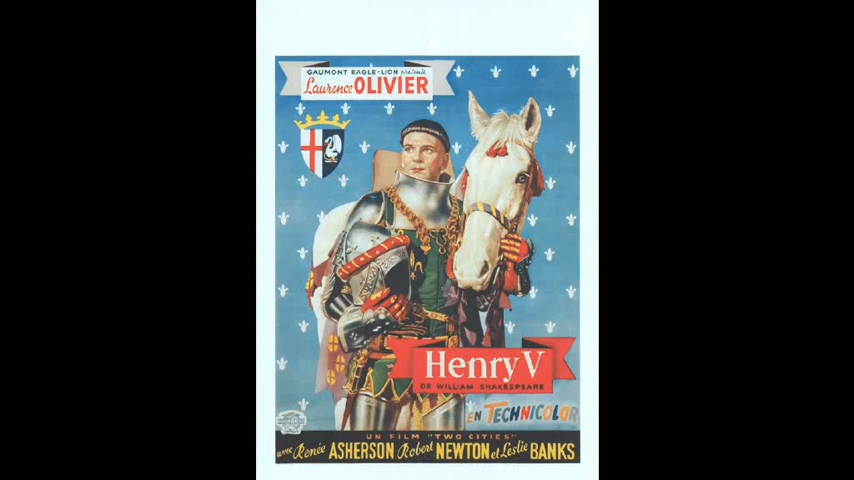 GAUMONT EAGLE-LION présente
Laurence OLIVIER
Henry V
DE WILLIAM SHAKESPEARE
EN TECHNICOLOR
UN FILM "TWO CITIES"
avec Renée ASHERSON Robert NEWTON et Leslie BANKS